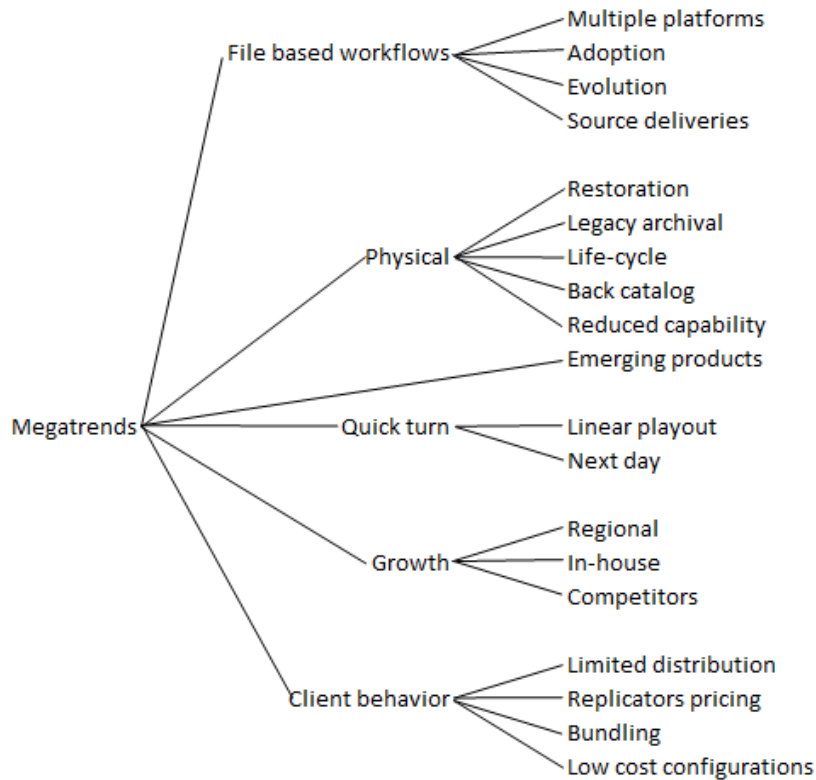 Multiple platforms
File based workflows
Adoption
Evolution
Source deliveries
Restoration
Legacy archival
Physical
Life-cycle
Back catalog
Reduced capability
Emerging products
Megatrends
Quick turn
Linear playout
Next day
Regional
Growth
In-house
Competitors
Limited distribution
Client behavior
Replicators pricing
Bundling
Low cost configurations